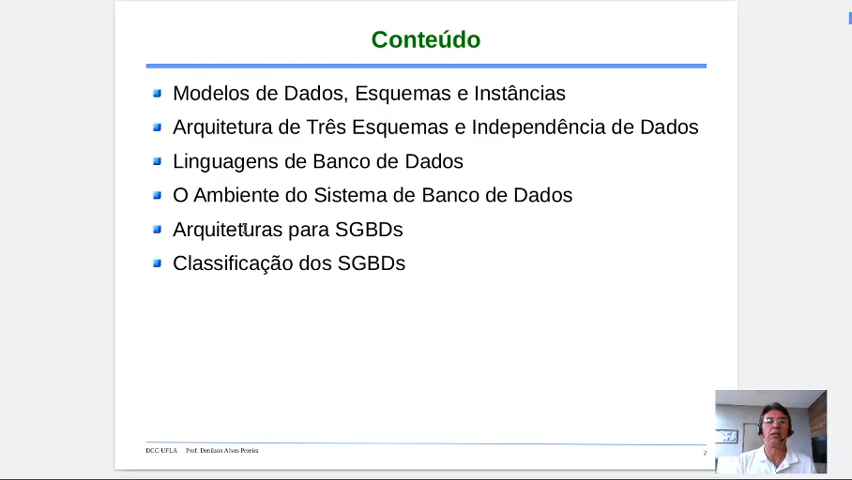 Conteúdo
Modelos de Dados, Esquemas e Instâncias
Arquitetura de Três Esquemas e Independência de Dados
Linguagens de Banco de Dados
O Ambiente do Sistema de Banco de Dados
Arquiteturas para SGBDs
Classificação dos SGBDs
DCC-UFLA Prof. Denilson Alves Pereira 2